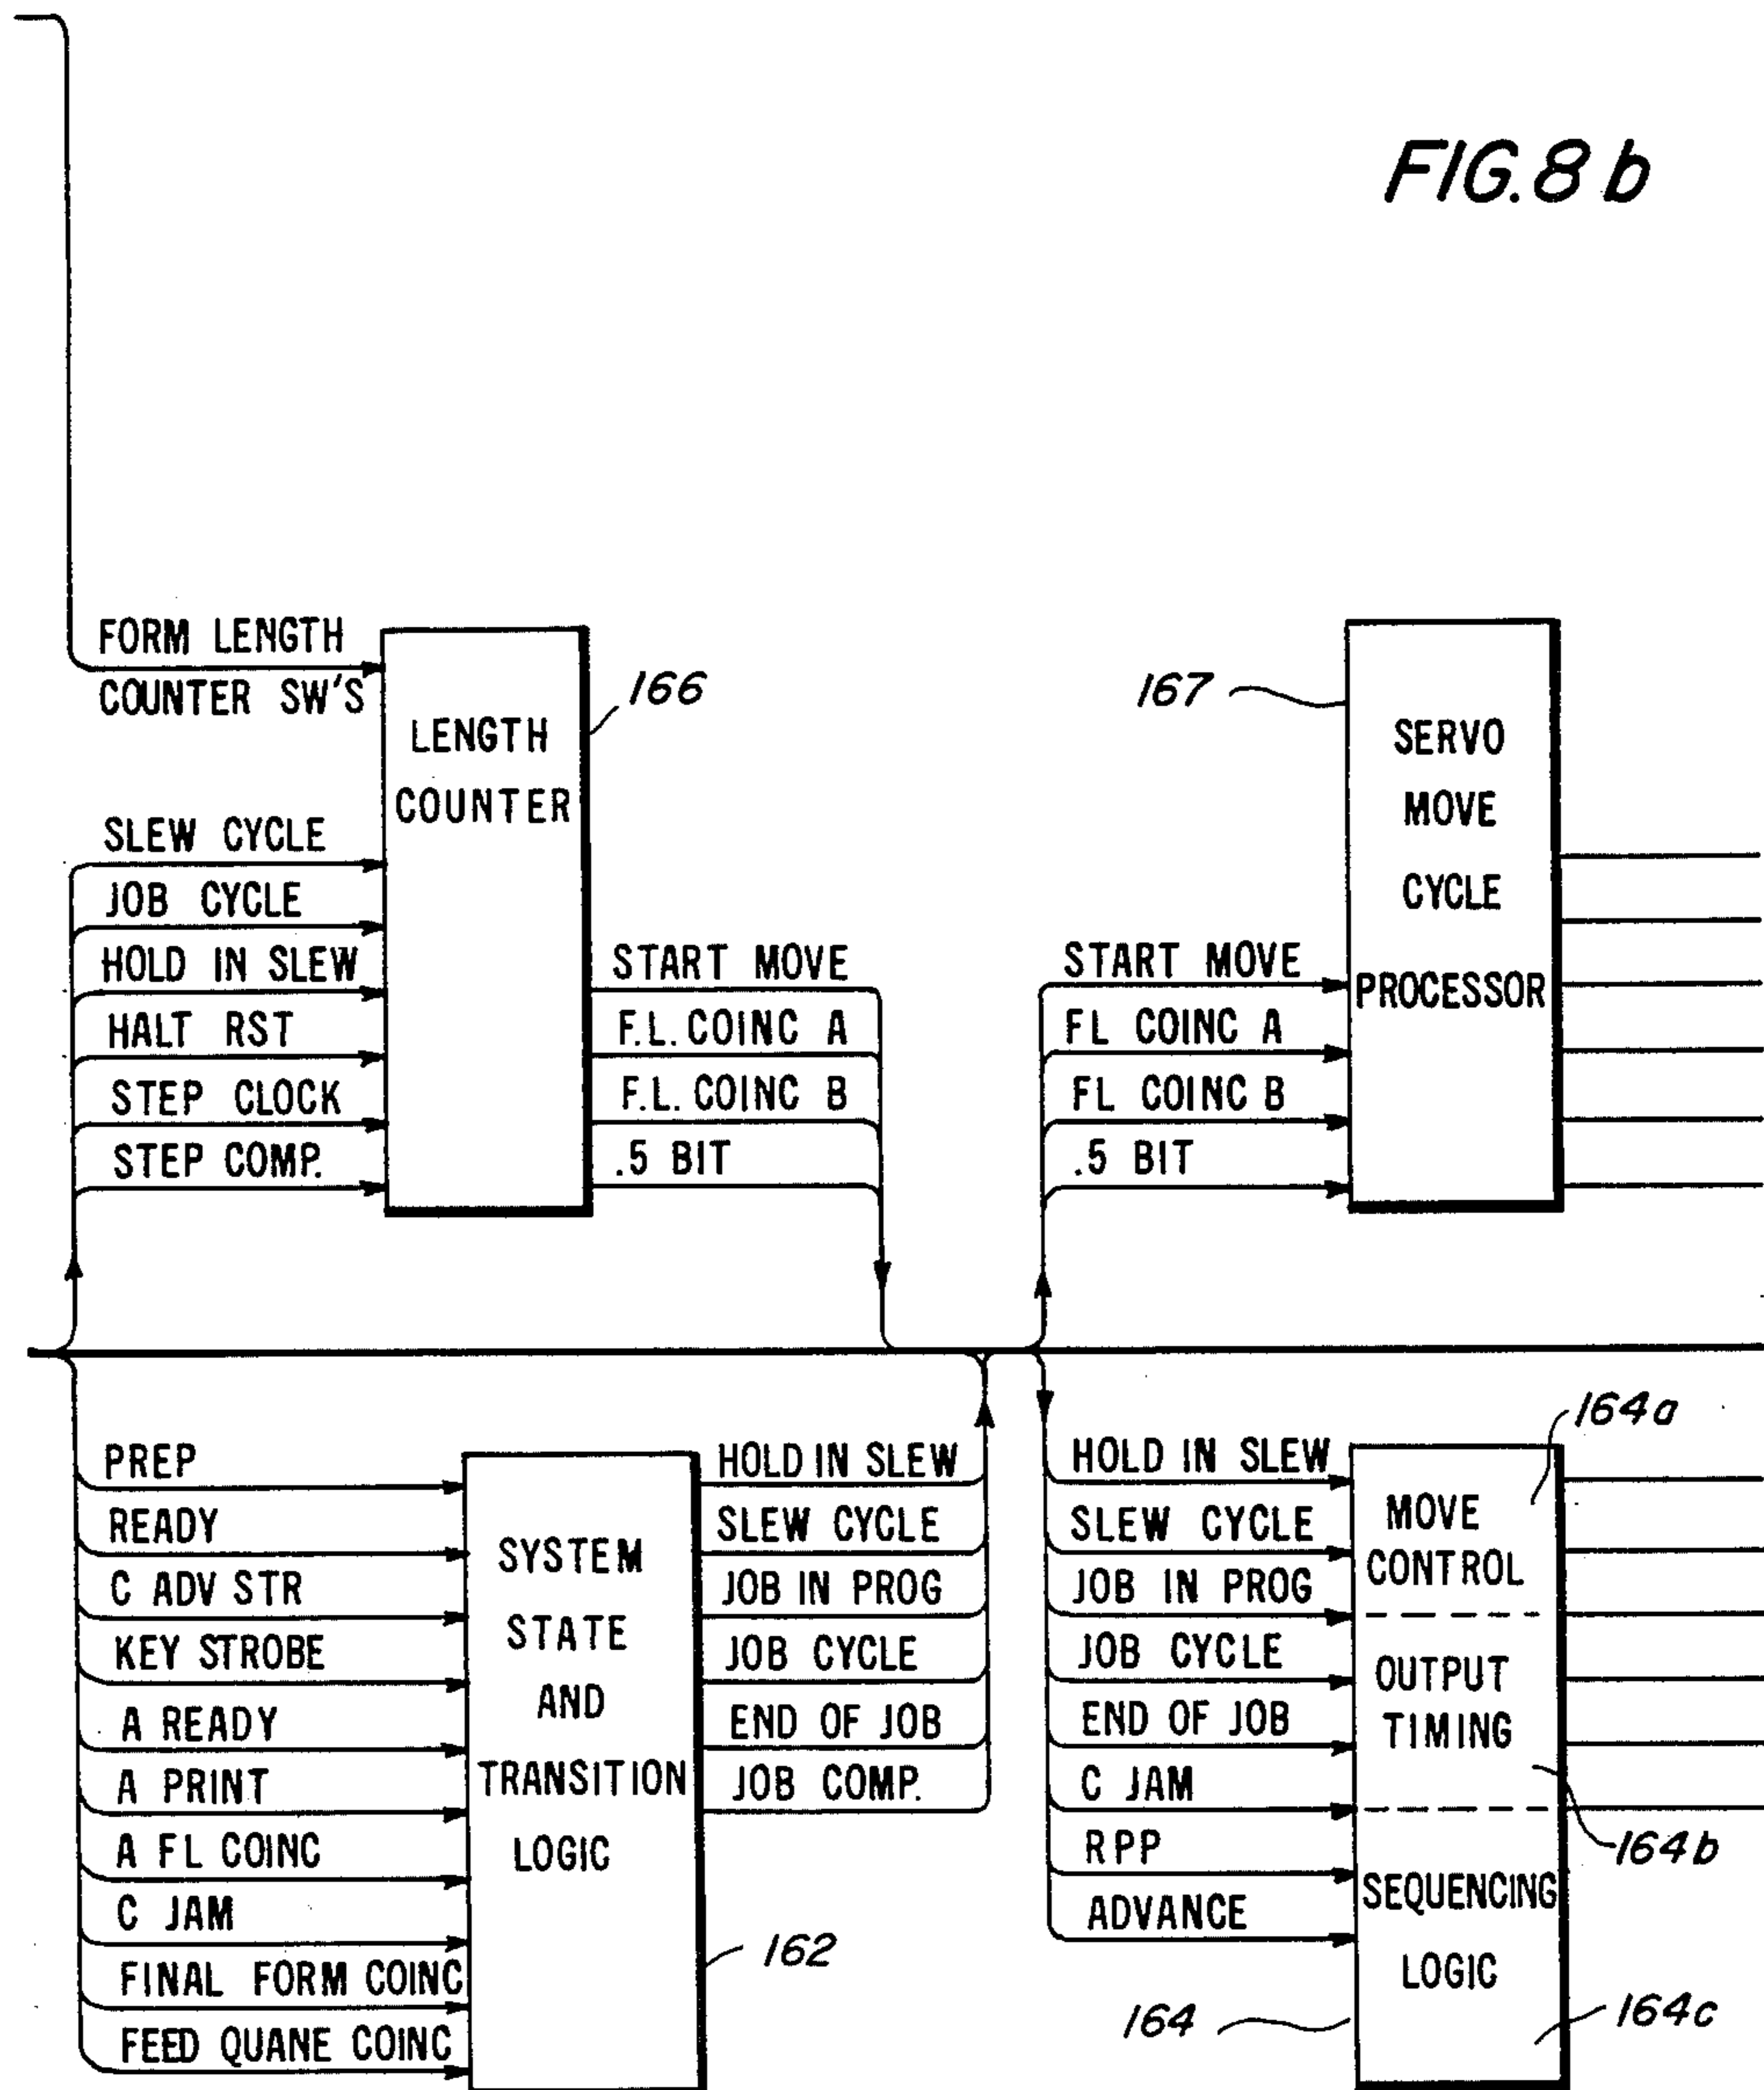 FIG. 8b
FORM LENGTH
COUNTER SW'S
LENGTH
COUNTER
166
SLEW CYCLE
JOB CYCLE
HOLD IN SLEW
HALT RST
STEP CLOCK
STEP COMP.
START MOVE
F.L. COINC A
F.L. COINC B
.5 BIT
167
SERVO
MOVE
CYCLE
PROCESSOR
START MOVE
FL COINC A
FL COINC B
.5 BIT
PREP
READY
C ADV STR
KEY STROBE
A READY
A PRINT
A FL COINC
C JAM
FINAL FORM COINC
FEED QUANE COINC
SYSTEM
STATE
AND
TRANSITION
LOGIC
162
HOLD IN SLEW
SLEW CYCLE
JOB IN PROG
JOB CYCLE
END OF JOB
JOB COMP.
HOLD IN SLEW
SLEW CYCLE
JOB IN PROG
JOB CYCLE
END OF JOB
C JAM
RPP
ADVANCE
164a
MOVE
CONTROL
OUTPUT
TIMING
164b
SEQUENCING
LOGIC
164
164c